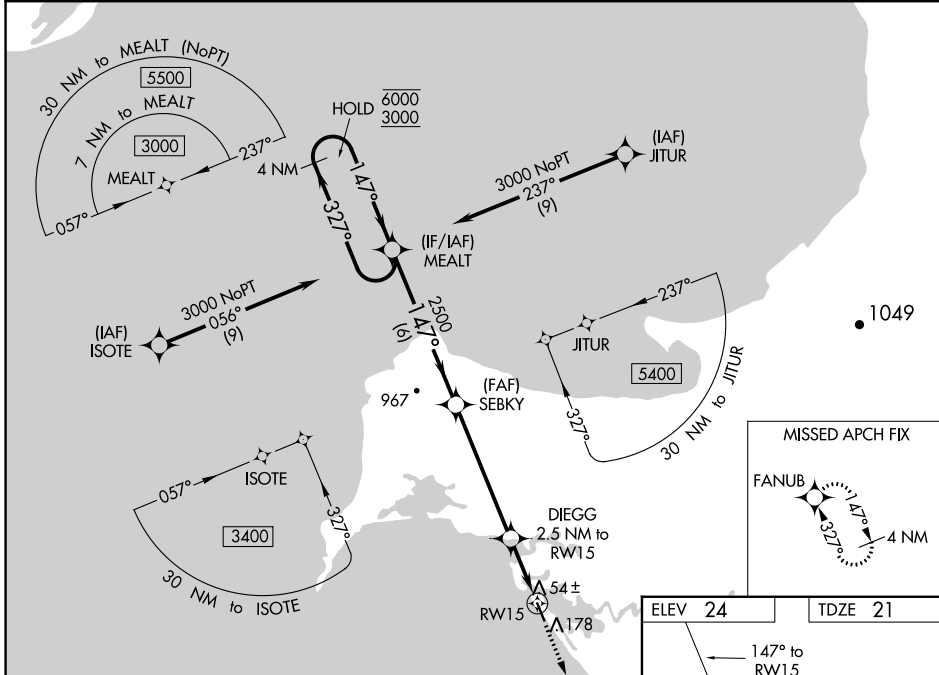 30 NM to MEALT (NoPT)
5500
7 NM to MEALT
3000
MEALT
237°
057°
HOLD
6000
3000
4 NM
147°
327°
(IAF)
JITUR
3000 NoPT
237°
(9)
(IF/IAF)
MEALT
3000 NoPT
056°
(9)
(IAF)
ISOTE
2500
147°
(6)
237°
JITUR
5400
327°
30 NM to JITUR
1049
967
(FAF)
SEBKY
ISOTE
057°
327°
3400
30 NM to ISOTE
MISSED APCH FIX
FANUB
147°
327°
4 NM
DIEGG
2.5 NM to
RW15
54±
RW15
178
ELEV 24
TDZE 21
147° to
RW15